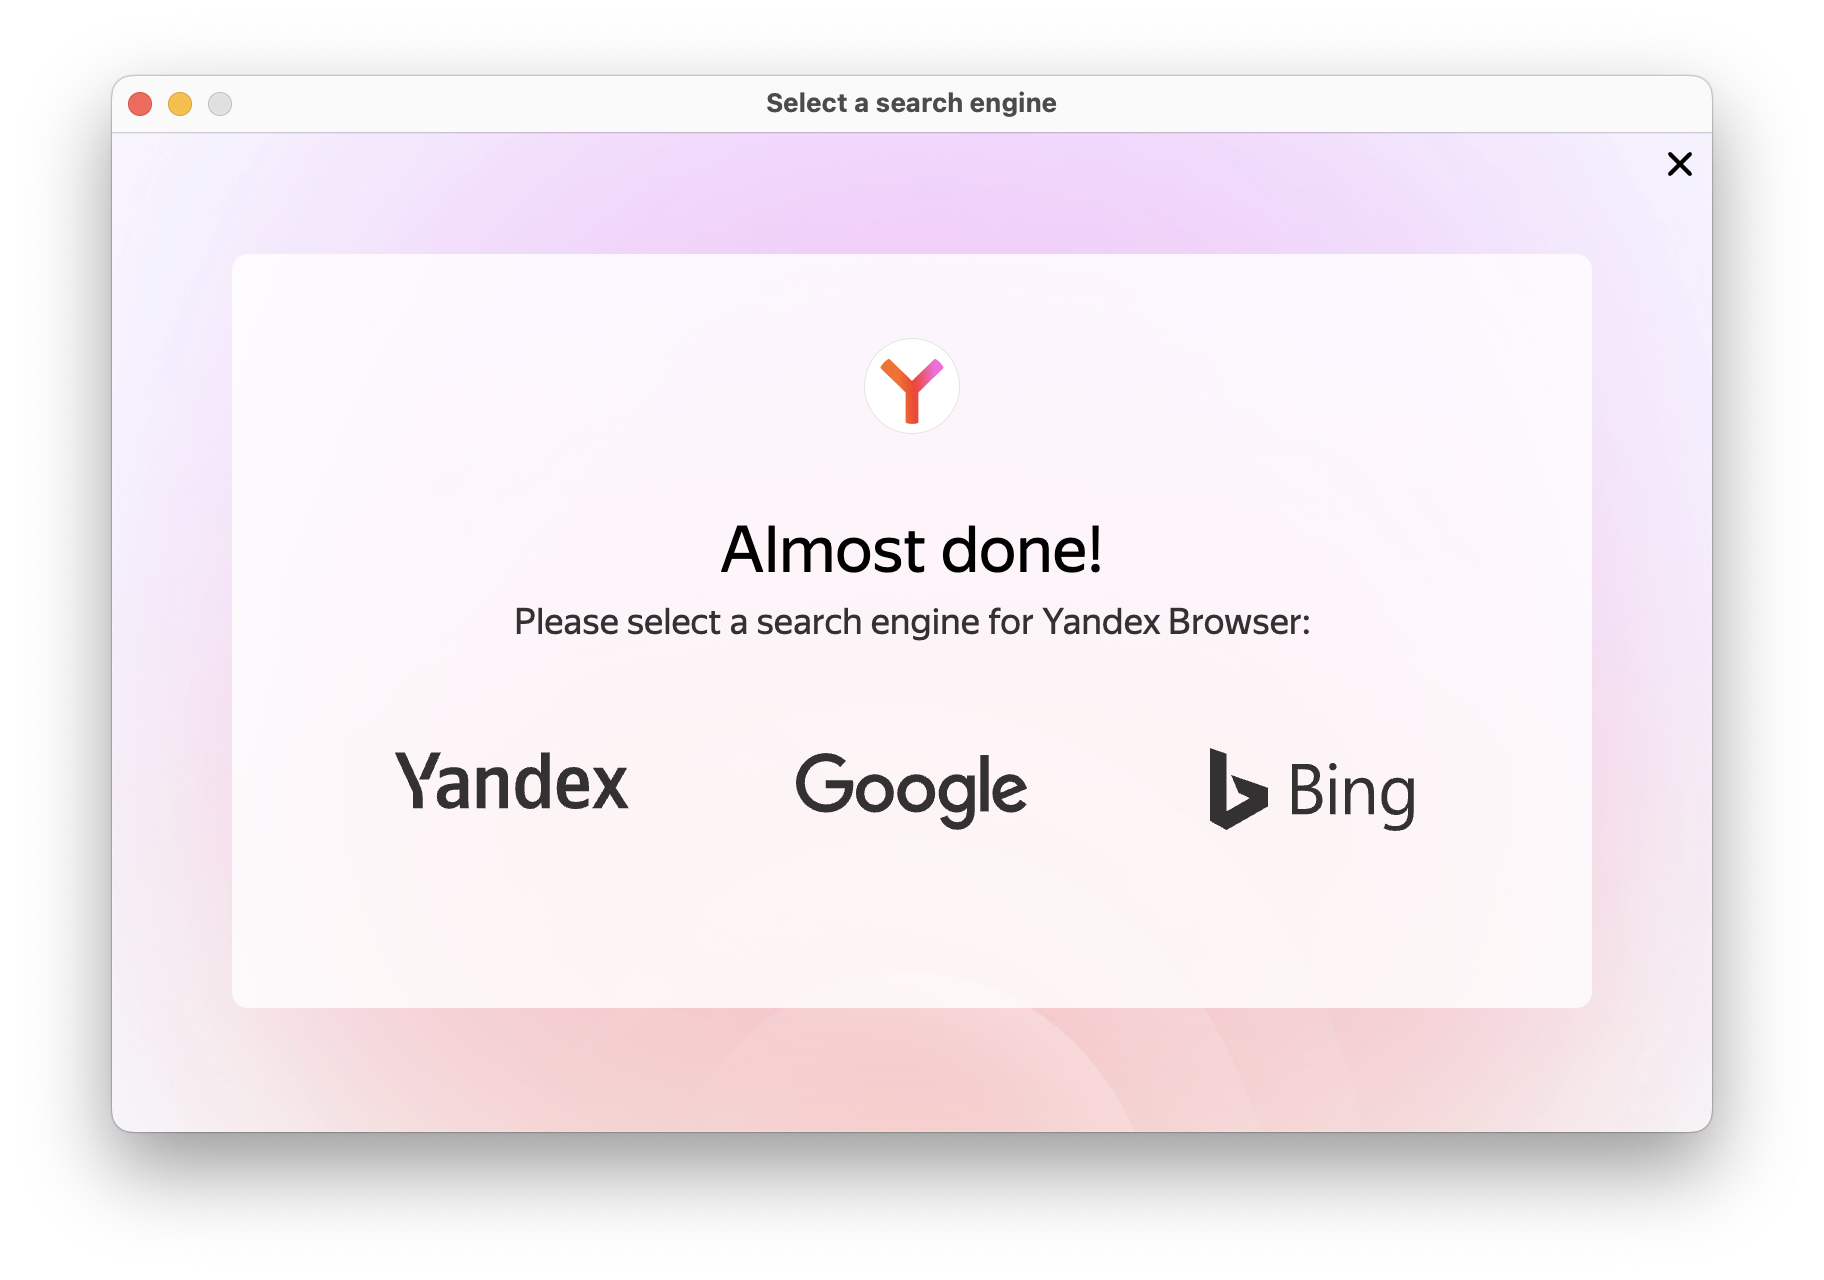 Select a search engine
Almost done!
Please select a search engine for Yandex Browser:
Yandex
Google
Bing